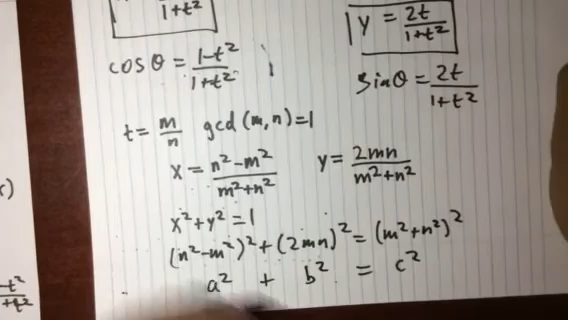 1+t²
y = 2t/1+t²
cos θ = 1-t²/1+t²
sin θ = 2t/1+t²
t = m/n gcd(m,n)=1
x = n²-m²/m²+n² y = 2mn/m²+n²
x²+y²=1
(n²-m²)²+(2mn)²=(m²+n²)²
a² + b² = c²